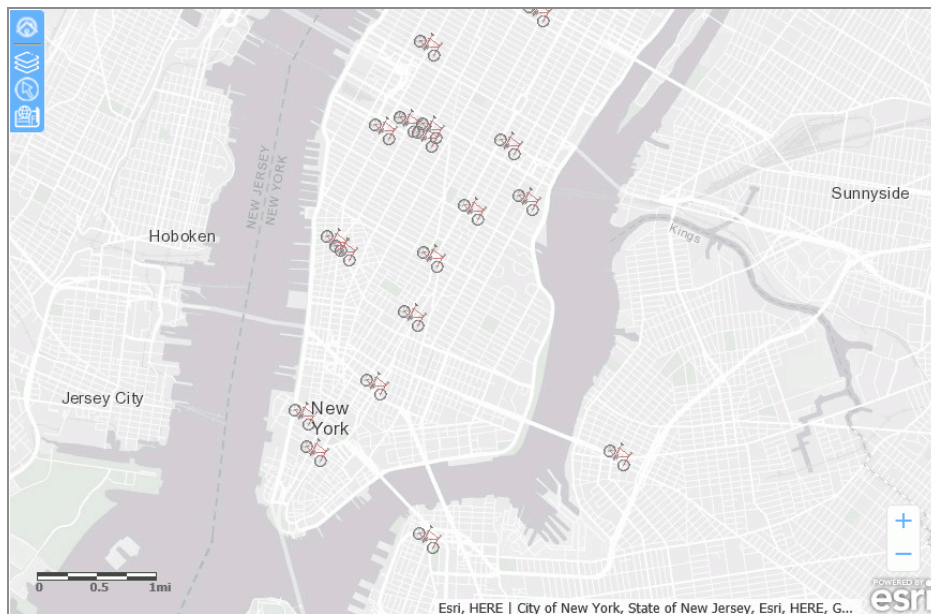 NEW JERSEY
NEW YORK
Sunnyside
Kings
Hoboken
Jersey City
New
York
+
−
0 0.5 1mi
POWERED BY
esri
Esri, HERE | City of New York, State of New Jersey, Esri, HERE, G...